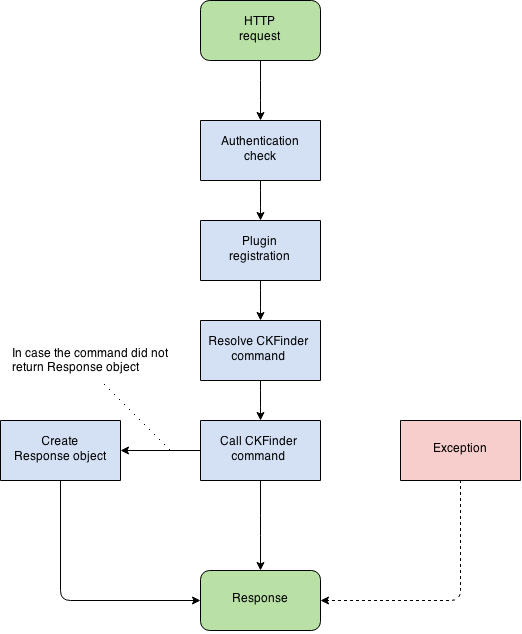 HTTP
request
Authentication
check
Plugin
registration
Resolve CKFinder
command
In case the command did not
return Response object
Create
Response object
Call CKFinder
command
Exception
Response